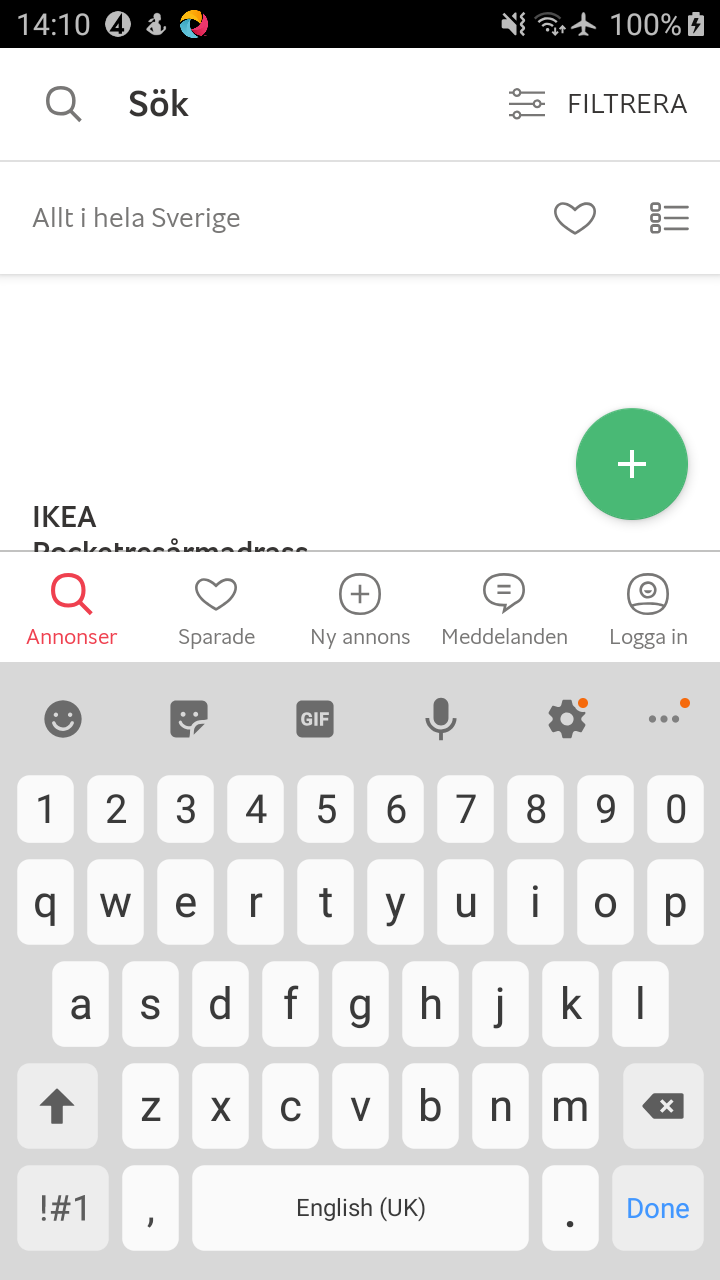 14:10 100%
Sök FILTRERA
Allt i hela Sverige
IKEA
Pocketresårmadrass
Annonser Sparade Ny annons Meddelanden Logga in
GIF
1 2 3 4 5 6 7 8 9 0
q w e r t y u i o p
a s d f g h j k l
z x c v b n m
!#1 , English (UK) . Done